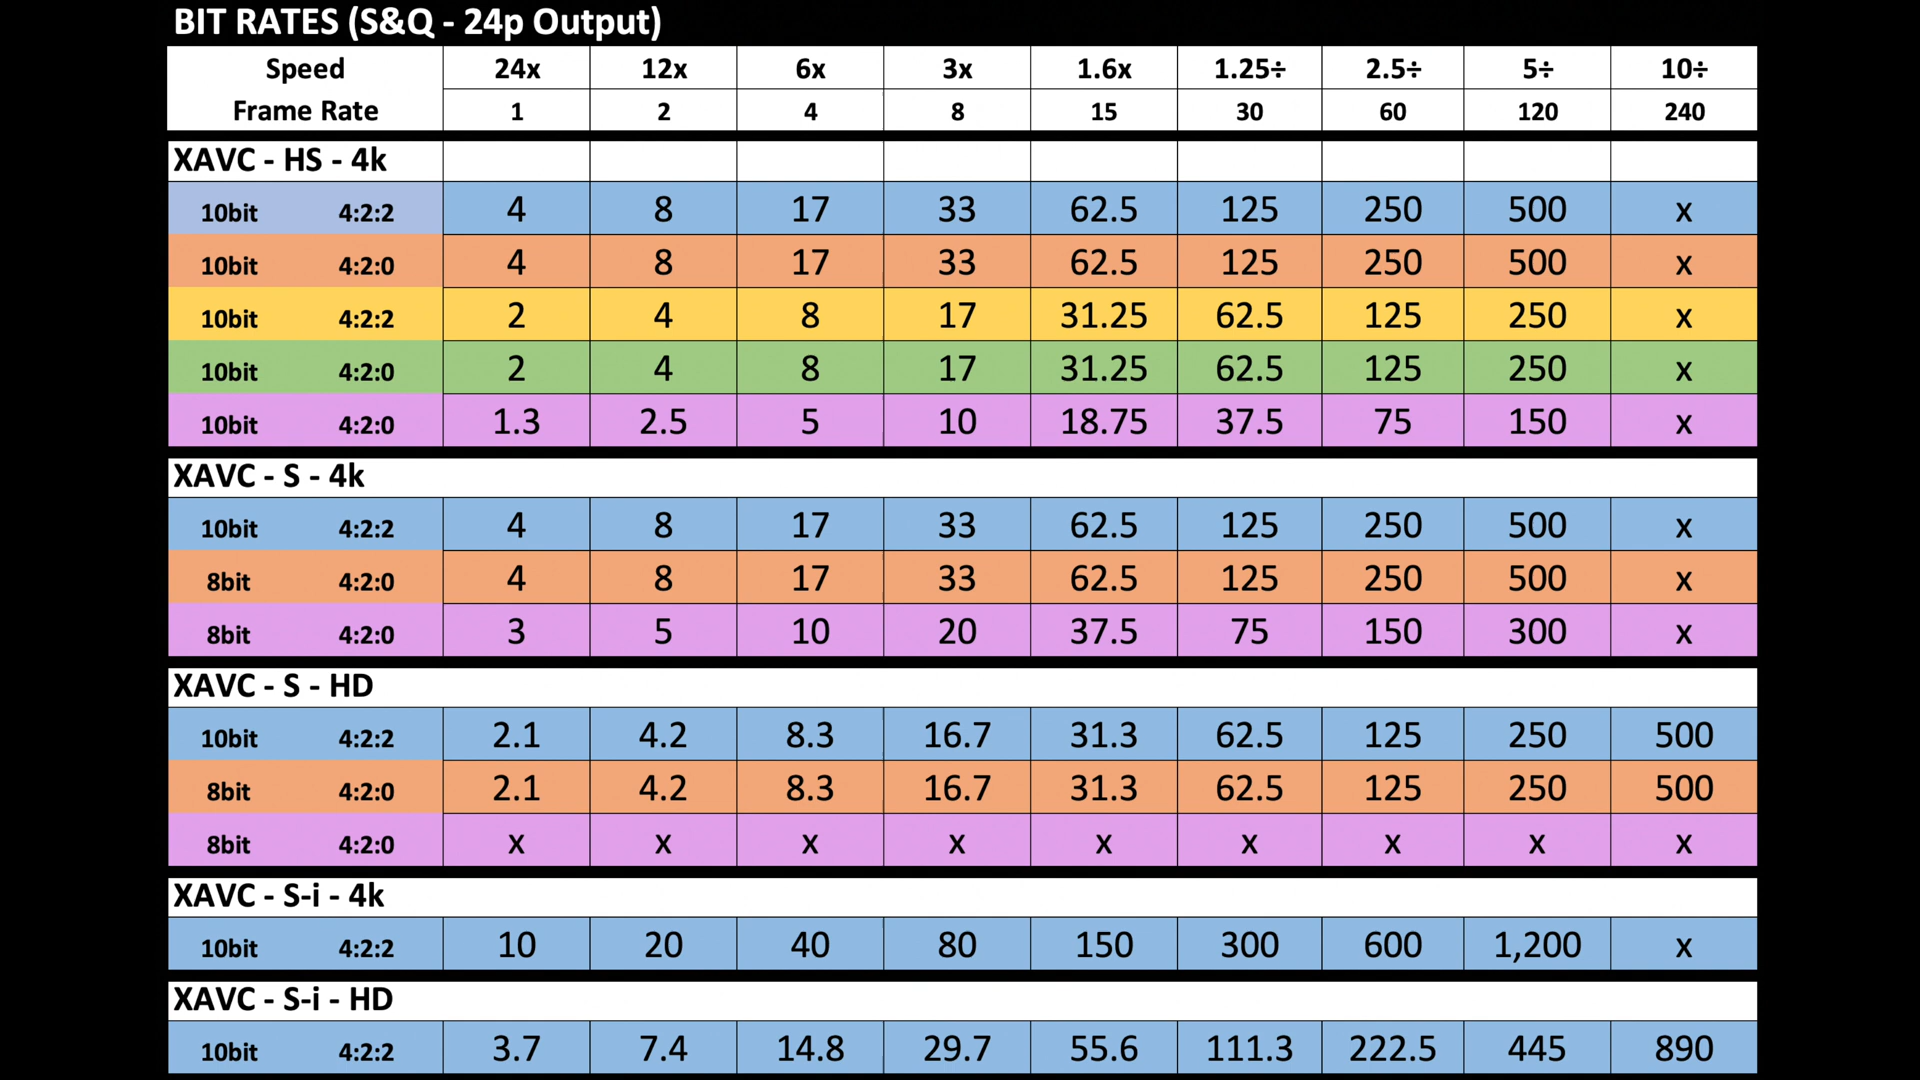 BIT RATES (S&Q - 24p Output)
Speed 24x 12x 6x 3x 1.6x 1.25÷ 2.5÷ 5÷ 10÷
Frame Rate 1 2 4 8 15 30 60 120 240
XAVC - HS - 4k
10bit 4:2:2 4 8 17 33 62.5 125 250 500 x
10bit 4:2:0 4 8 17 33 62.5 125 250 500 x
10bit 4:2:2 2 4 8 17 31.25 62.5 125 250 x
10bit 4:2:0 2 4 8 17 31.25 62.5 125 250 x
10bit 4:2:0 1.3 2.5 5 10 18.75 37.5 75 150 x
XAVC - S - 4k
10bit 4:2:2 4 8 17 33 62.5 125 250 500 x
8bit 4:2:0 4 8 17 33 62.5 125 250 500 x
8bit 4:2:0 3 5 10 20 37.5 75 150 300 x
XAVC - S - HD
10bit 4:2:2 2.1 4.2 8.3 16.7 31.3 62.5 125 250 500
8bit 4:2:0 2.1 4.2 8.3 16.7 31.3 62.5 125 250 500
8bit 4:2:0 x x x x x x x x x
XAVC - S-i - 4k
10bit 4:2:2 10 20 40 80 150 300 600 1,200 x
XAVC - S-i - HD
10bit 4:2:2 3.7 7.4 14.8 29.7 55.6 111.3 222.5 445 890